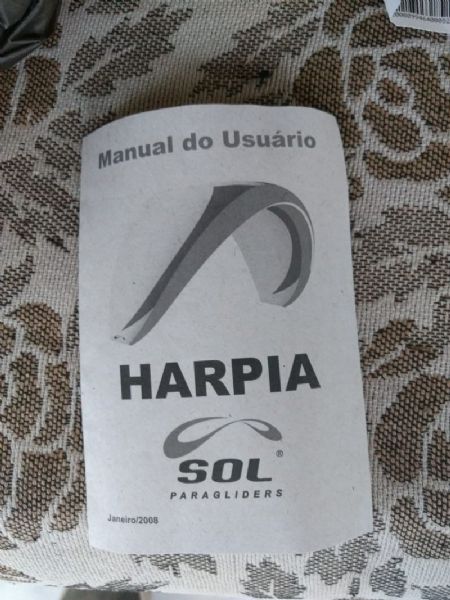 Manual do Usuário
HARPIA
SOL®
PARAGLIDERS
Janeiro/2008